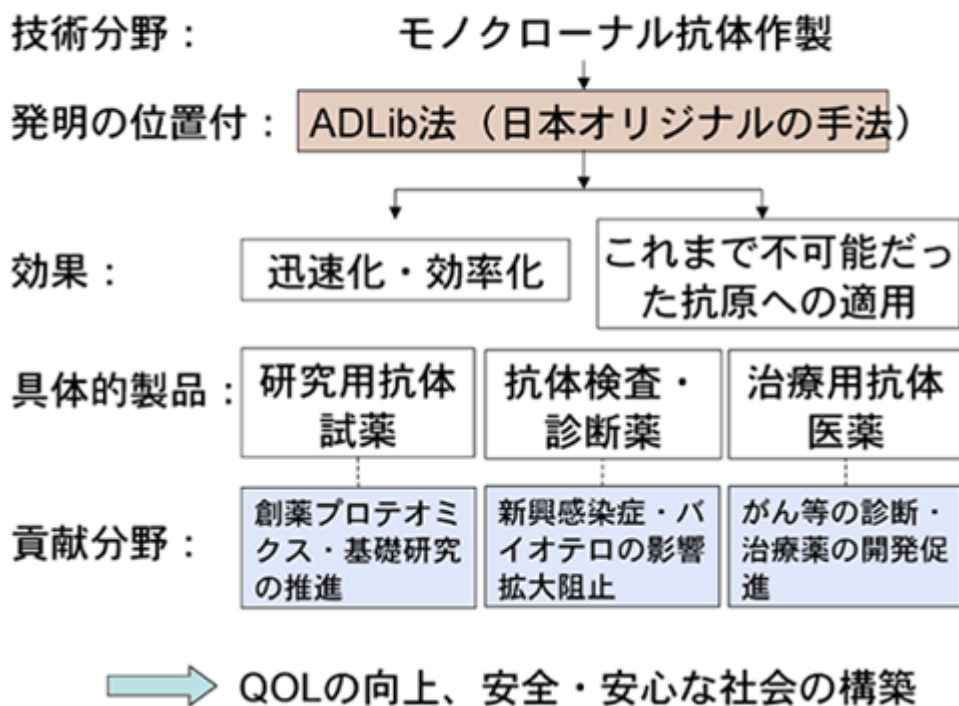 技術分野： モノクローナル抗体作製
発明の位置付： ADLib法（日本オリジナルの手法）
効果： 迅速化・効率化
これまで不可能だっ
た抗原への適用
具体的製品：
研究用抗体
試薬
抗体検査・
診断薬
治療用抗体
医薬
貢献分野：
創薬プロテオミ
クス・基礎研究
の推進
新興感染症・バ
イオテロの影響
拡大阻止
がん等の診断・
治療薬の開発促
進
QOLの向上、安全・安心な社会の構築